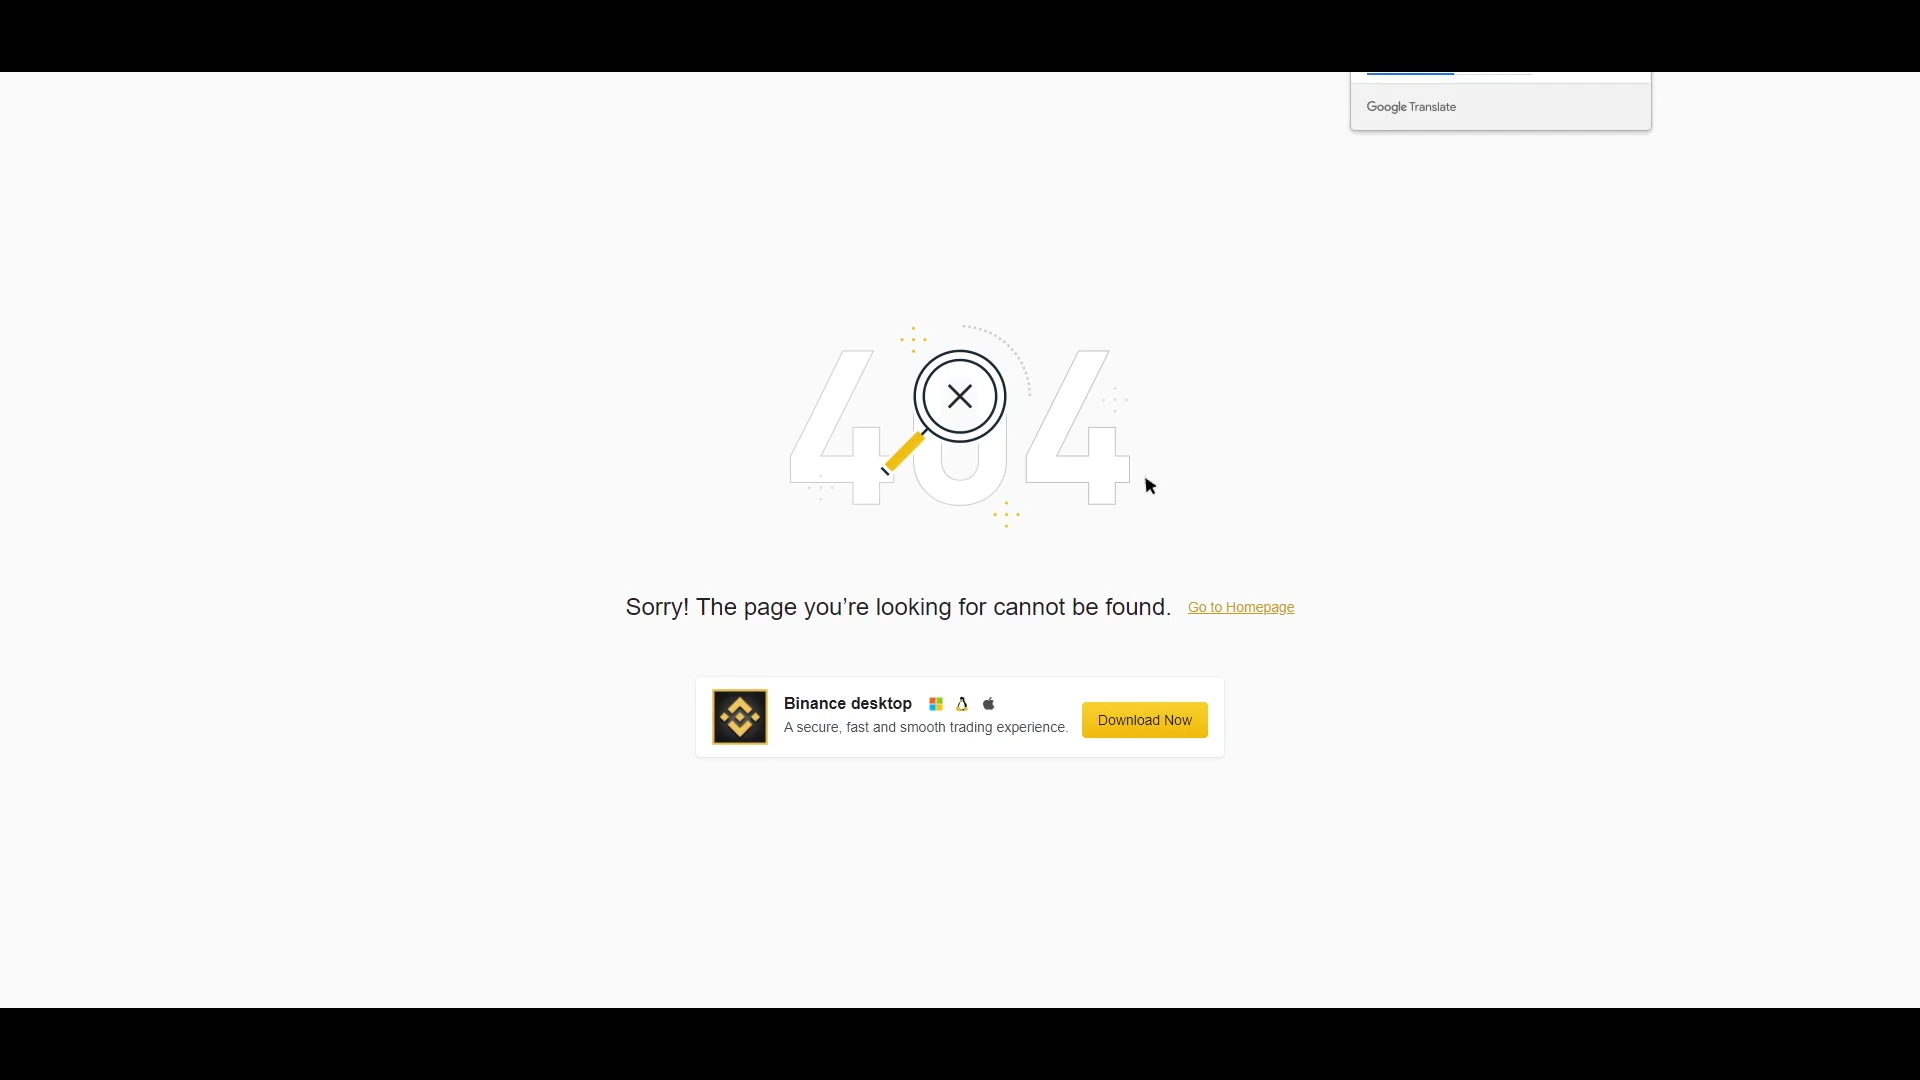 Google Translate
404
Sorry! The page you’re looking for cannot be found. Go to Homepage
Binance desktop
A secure, fast and smooth trading experience.
Download Now